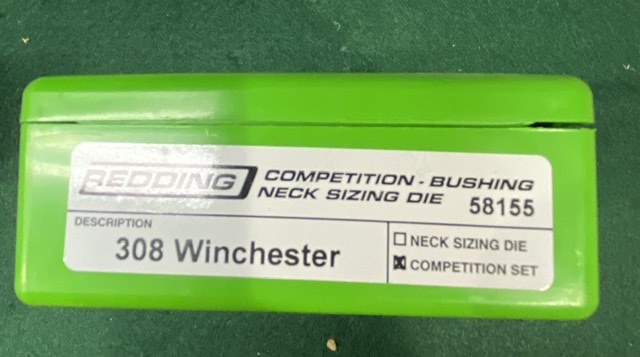 REDDING COMPETITION - BUSHING
NECK SIZING DIE 58155
DESCRIPTION
308 Winchester
NECK SIZING DIE
COMPETITION SET